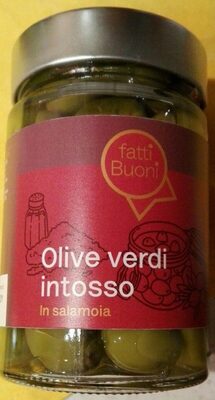 fatti
Buoni
Olive verdi
intosso
In salamoia